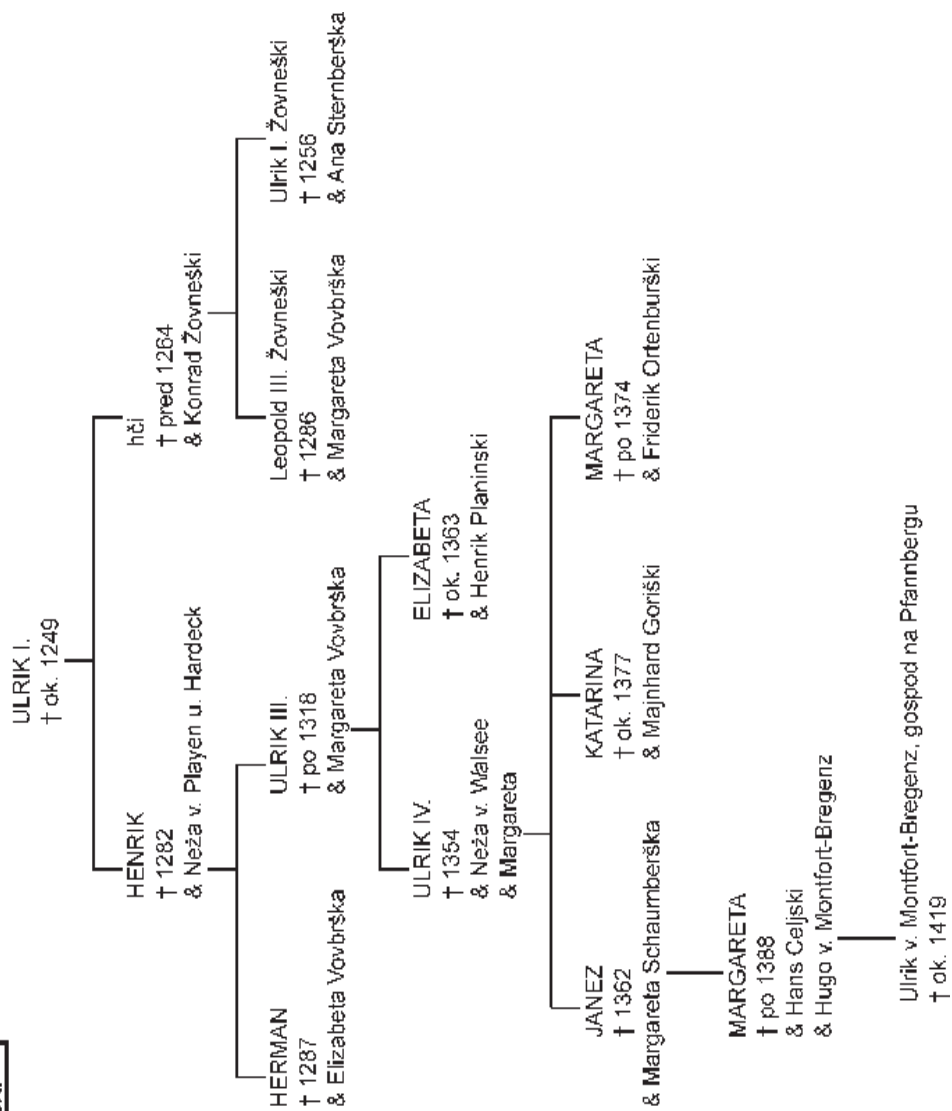 ULRIK I.
† ok. 1249
HENRIK
† 1282
& Neža v. Playen u. Hardeck
hči
† pred 1264
& Konrad Žovneški
HERMAN
† 1287
& Elizabeta Vovbrška
ULRIK III.
† po 1318
& Margareta Vovbrška
Leopold III. Žovneški
† 1286
& Margareta Vovbrška
Ulrik I. Žovneški
† 1256
& Ana Sternberška
ULRIK IV.
† 1354
& Neža v. Walsee
& Margareta
ELIZABETA
† ok. 1363
& Henrik Planinski
JANEZ
† 1362
& Margareta Schaumberška
KATARINA
† ok. 1377
& Majnhard Goriški
MARGARETA
† po 1374
& Friderik Ortenburški
MARGARETA
† po 1388
& Hans Celjski
& Hugo v. Montfort-Bregenz
Ulrik v. Montfort-Bregenz, gospod na Pfannbergu
† ok. 1419